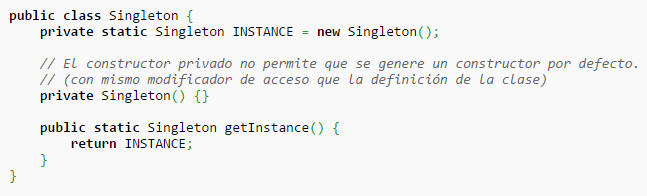 public class Singleton {
    private static Singleton INSTANCE = new Singleton();
    // El constructor privado no permite que se genere un constructor por defecto.
    // (con mismo modificador de acceso que la definición de la clase)
    private Singleton() {}
    public static Singleton getInstance() {
        return INSTANCE;
    }
}